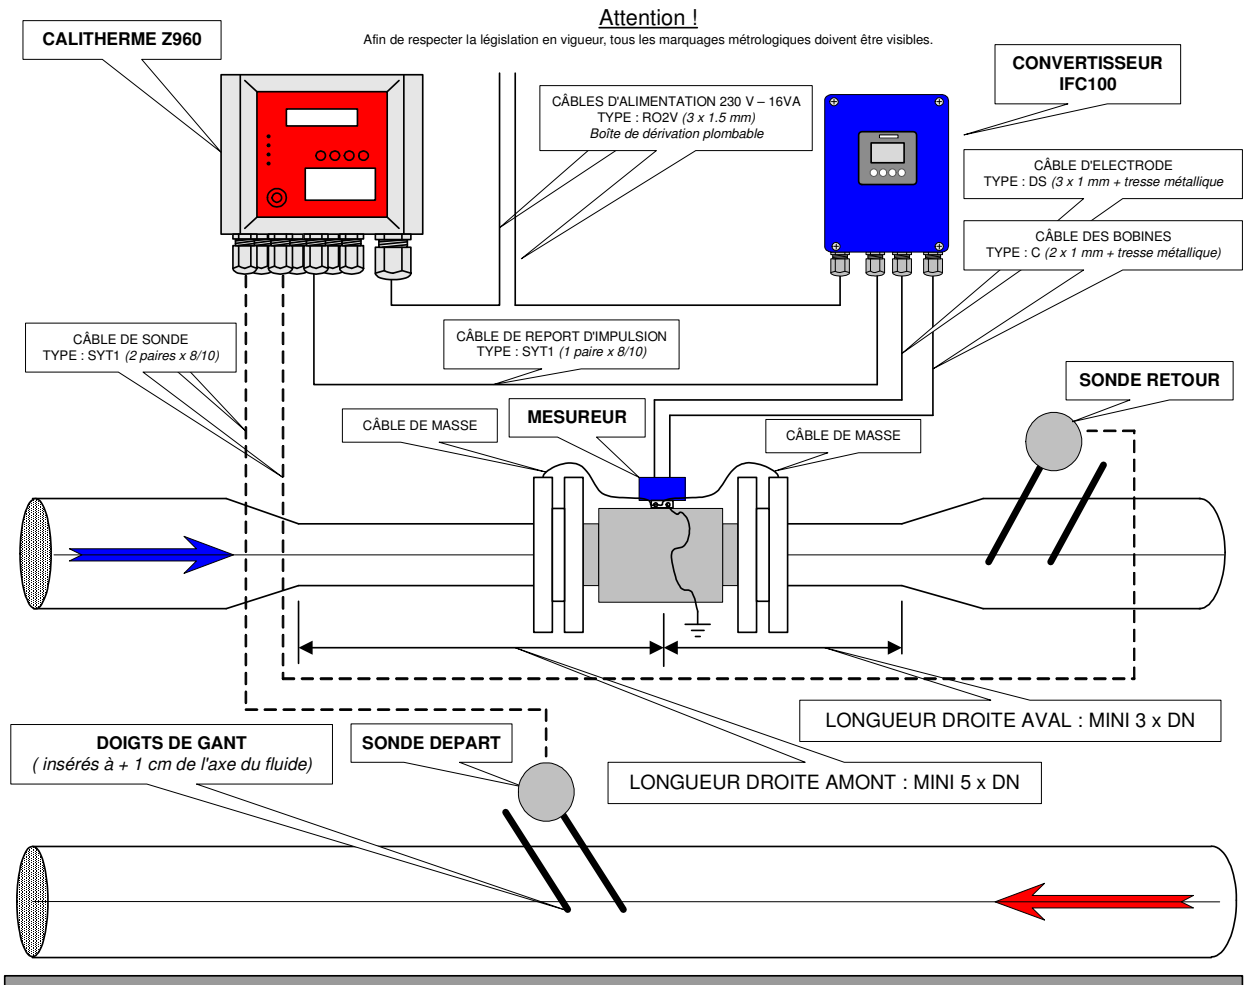 Attention !
Afin de respecter la législation en vigueur, tous les marquages métrologiques doivent être visibles.
CALITHERME Z960
CONVERTISSEUR
IFC100
CÂBLES D'ALIMENTATION 230 V – 16VA
TYPE : RO2V (3 x 1.5 mm)
Boîte de dérivation plombable
CÂBLE D'ELECTRODE
TYPE : DS (3 x 1 mm + tresse métallique
CÂBLE DES BOBINES
TYPE : C (2 x 1 mm + tresse métallique)
CÂBLE DE SONDE
TYPE : SYT1 (2 paires x 8/10)
CÂBLE DE REPORT D'IMPULSION
TYPE : SYT1 (1 paire x 8/10)
SONDE RETOUR
CÂBLE DE MASSE
MESUREUR
CÂBLE DE MASSE
LONGUEUR DROITE AVAL : MINI 3 x DN
DOIGTS DE GANT
( insérés à + 1 cm de l'axe du fluide)
SONDE DEPART
LONGUEUR DROITE AMONT : MINI 5 x DN